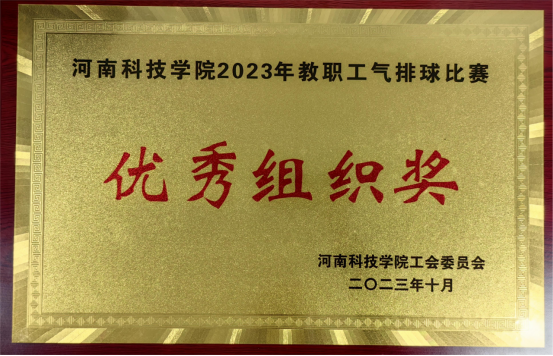 河南科技学院2023年教职工气排球比赛
优秀组织奖
河南科技学院工会委员会
二〇二三年十月